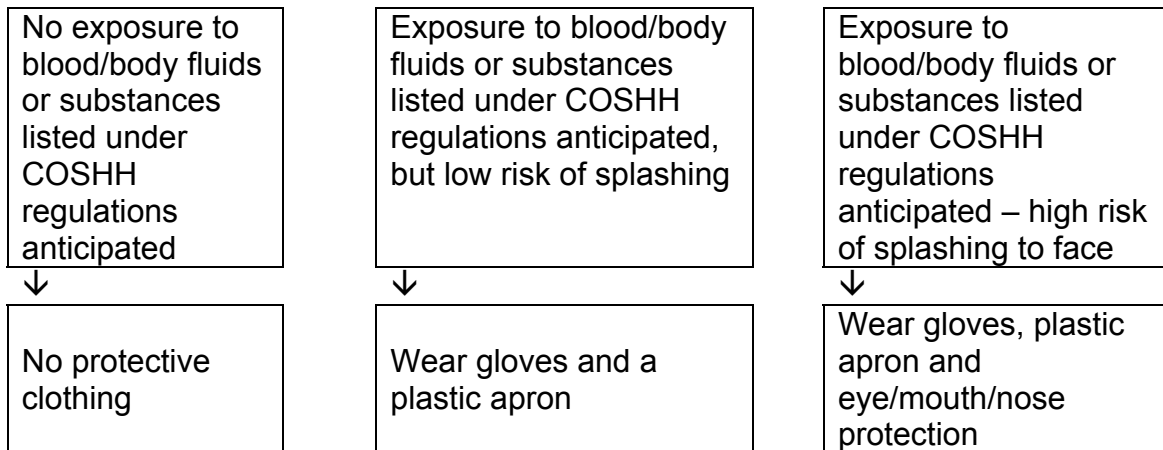 No exposure to
blood/body fluids
or substances
listed under
COSHH
regulations
anticipated
Exposure to blood/body
fluids or substances
listed under COSHH
regulations anticipated,
but low risk of splashing
Exposure to
blood/body fluids or
substances listed
under COSHH
regulations
anticipated – high risk
of splashing to face
↓
↓
↓
No protective
clothing
Wear gloves and a
plastic apron
Wear gloves, plastic
apron and
eye/mouth/nose
protection